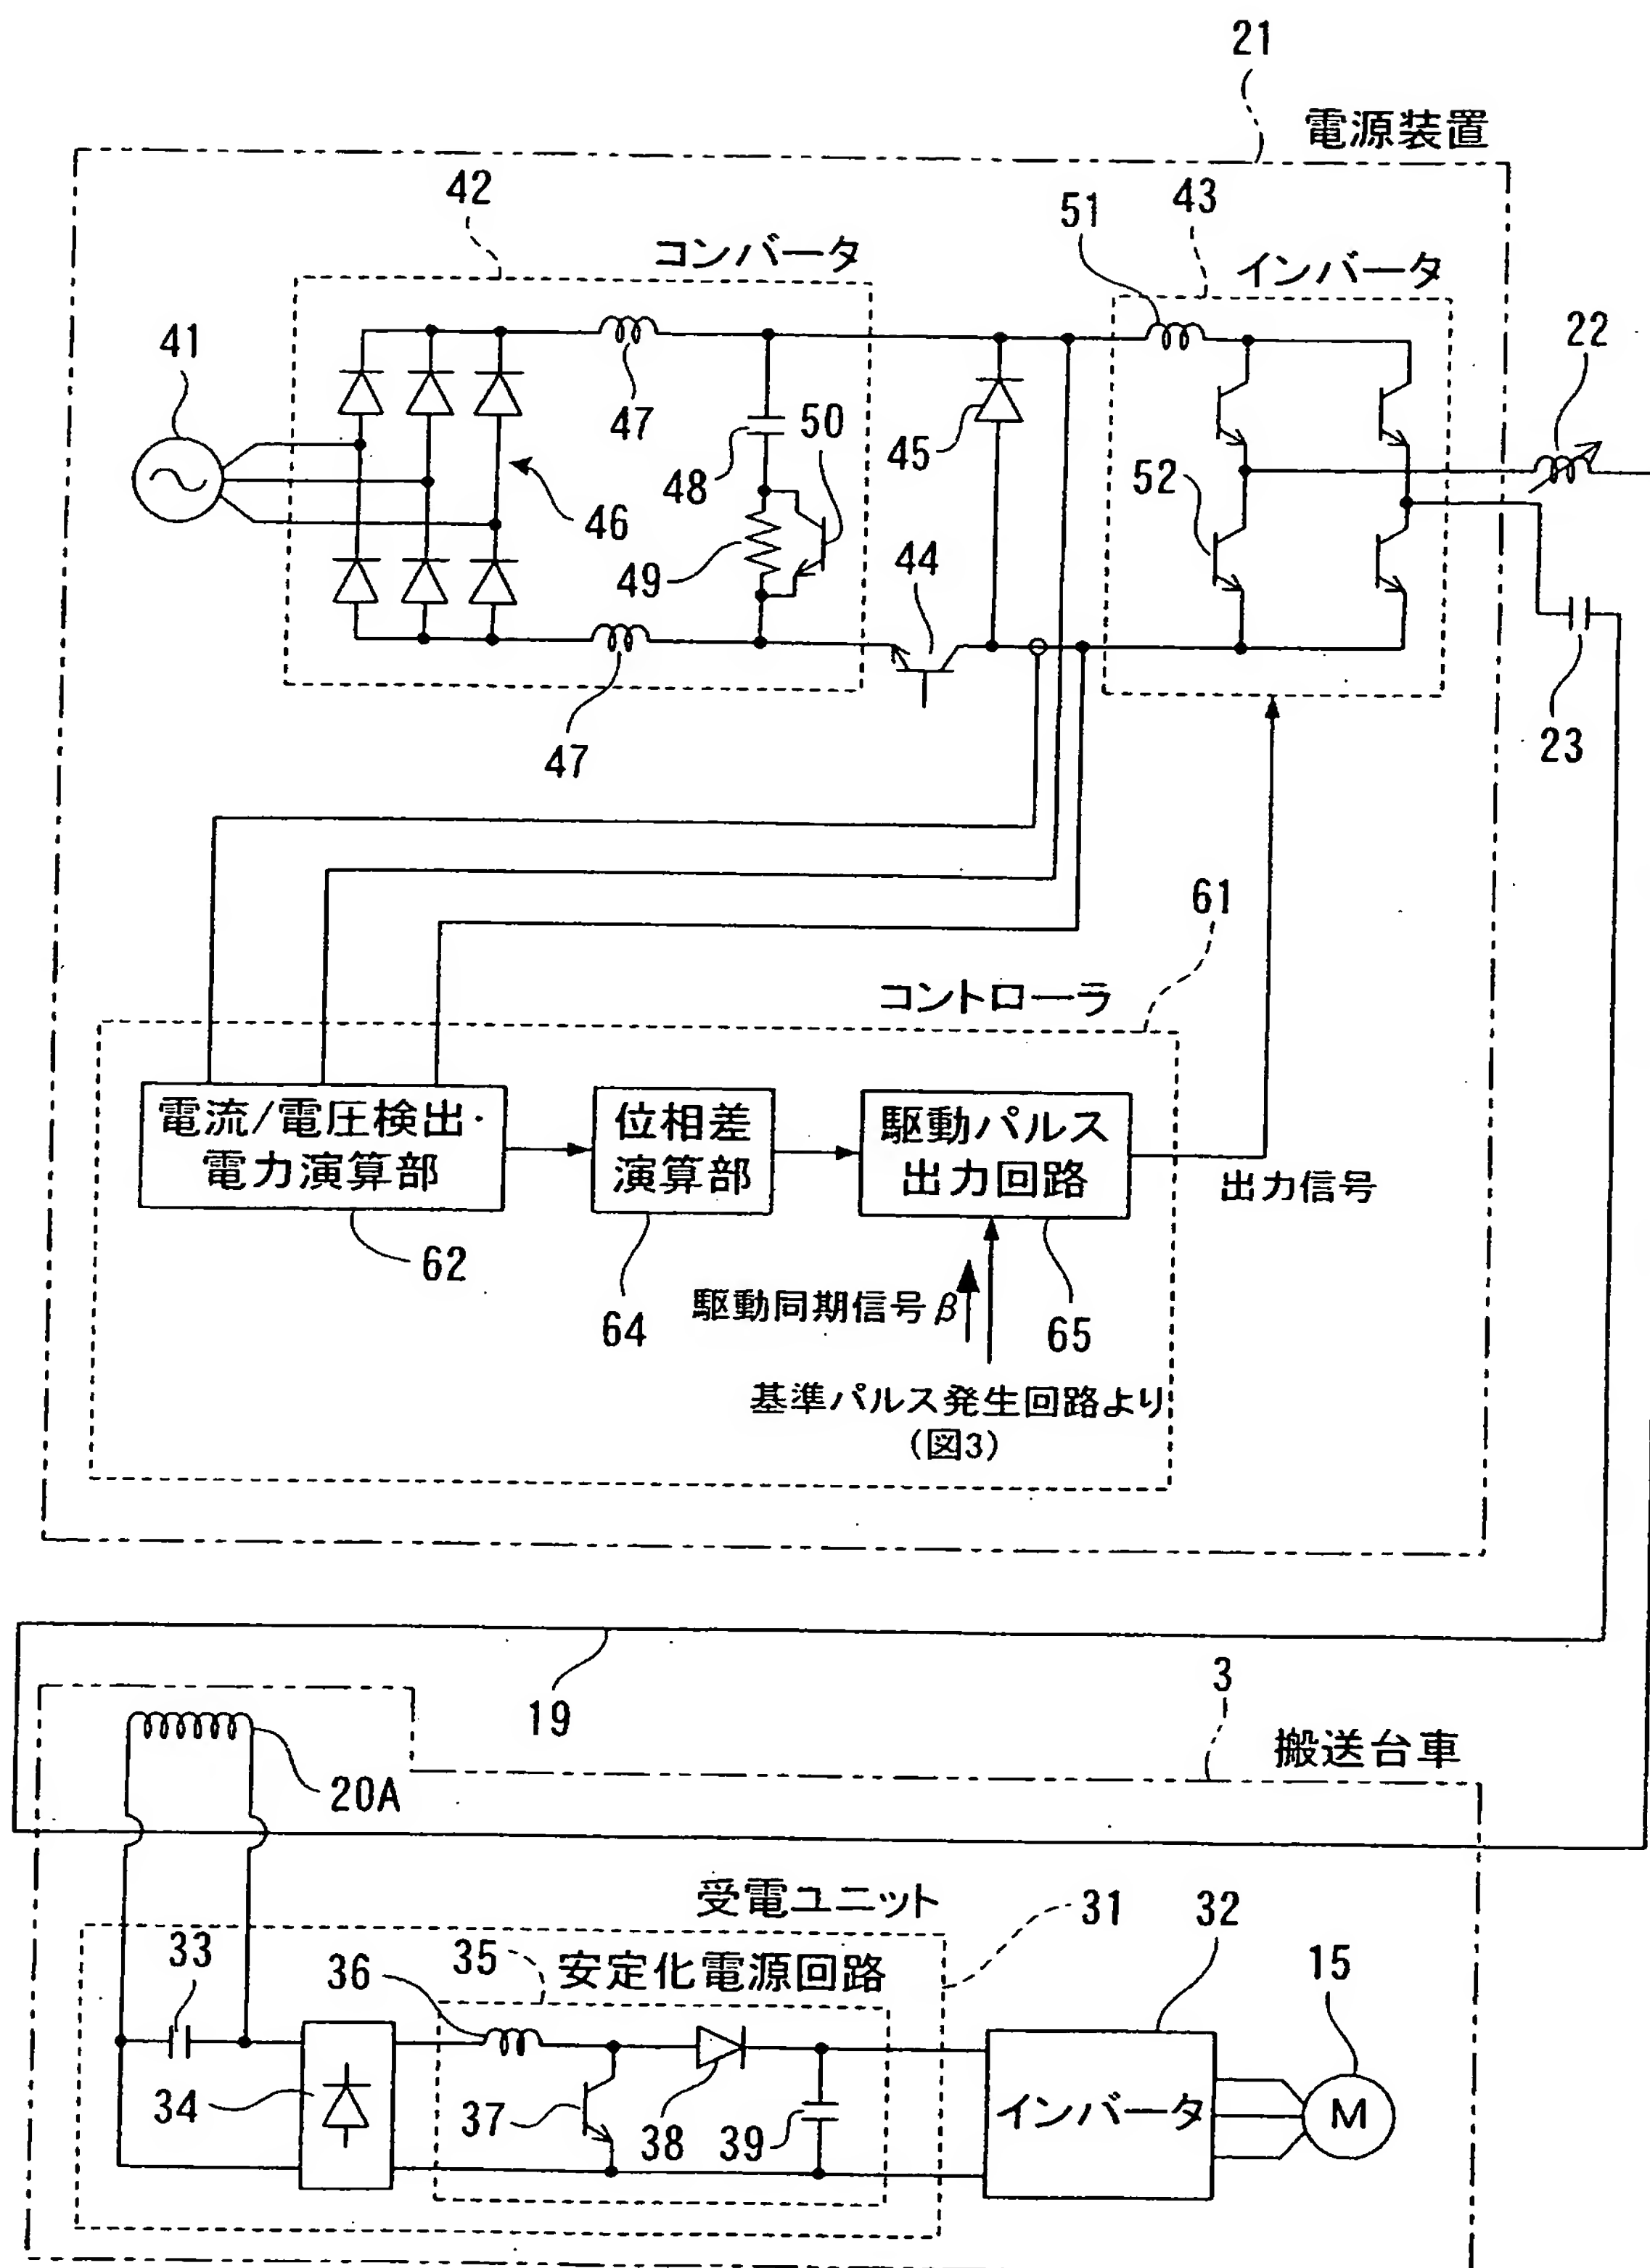 21
電源装置
42
コンバータ
51
43
インバータ
41
22
47
50
48
45
52
46
49
44
47
23
61
コントローラ
電流/電圧検出・
電力演算部
位相差
演算部
駆動パルス
出力回路
出力信号
62
64
駆動同期信号β
65
基準パルス発生回路より
(図3)
19
3
搬送台車
20A
受電ユニット
31
32
33
35
安定化電源回路
36
15
34
37
38
39
インバータ
M